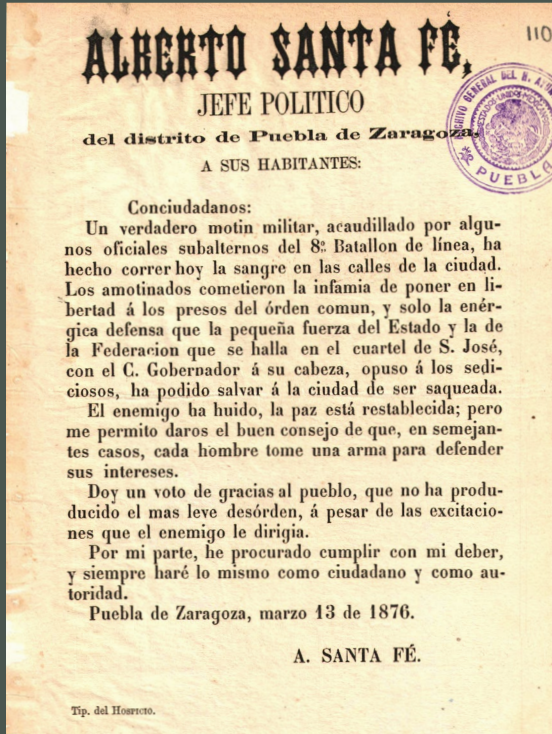 110
ALBERTO SANTA FÉ,
JEFE POLITICO
del distrito de Puebla de Zaragoza,
A SUS HABITANTES:
Conciudadanos:
Un verdadero motin militar, acaudillado por algu-
nos oficiales subalternos del 8º. Batallon de línea, ha
hecho correr hoy la sangre en las calles de la ciudad.
Los amotinados cometieron la infamia de poner en li-
bertad á los presos del órden comun, y solo la enér-
gica defensa que la pequeña fuerza del Estado y la de
la Federacion que se halla en el cuartel de S. José,
con el C. Gobernador á su cabeza, opuso á los sedi-
ciosos, ha podido salvar á la ciudad de ser saqueada.
El enemigo ha huido, la paz está restablecida; pero
me permito daros el buen consejo de que, en semejan-
tes casos, cada hombre tome una arma para defender
sus intereses.
Doy un voto de gracias al pueblo, que no ha produ-
ducido el mas leve desórden, á pesar de las excitacio-
nes que el enemigo le dirigia.
Por mi parte, he procurado cumplir con mi deber,
y siempre haré lo mismo como ciudadano y como au-
toridad.
Puebla de Zaragoza, marzo 13 de 1876.
A. SANTA FÉ.
Tip. del Hospicio.
ARCHIVO GENERAL DEL H.
ESTADOS UNIDOS
PUEBLA